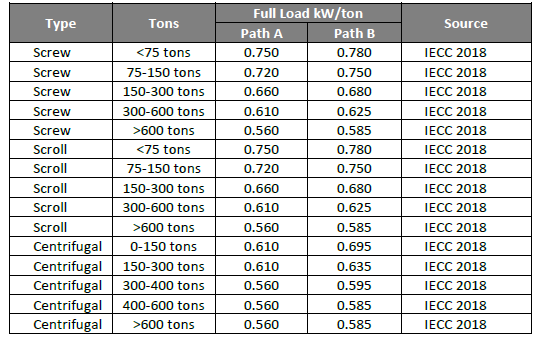 Type Tons Full Load kW/ton Source
Path A Path B
Screw <75 tons 0.750 0.780 IECC 2018
Screw 75-150 tons 0.720 0.750 IECC 2018
Screw 150-300 tons 0.660 0.680 IECC 2018
Screw 300-600 tons 0.610 0.625 IECC 2018
Screw >600 tons 0.560 0.585 IECC 2018
Scroll <75 tons 0.750 0.780 IECC 2018
Scroll 75-150 tons 0.720 0.750 IECC 2018
Scroll 150-300 tons 0.660 0.680 IECC 2018
Scroll 300-600 tons 0.610 0.625 IECC 2018
Scroll >600 tons 0.560 0.585 IECC 2018
Centrifugal 0-150 tons 0.610 0.695 IECC 2018
Centrifugal 150-300 tons 0.610 0.635 IECC 2018
Centrifugal 300-400 tons 0.560 0.595 IECC 2018
Centrifugal 400-600 tons 0.560 0.585 IECC 2018
Centrifugal >600 tons 0.560 0.585 IECC 2018